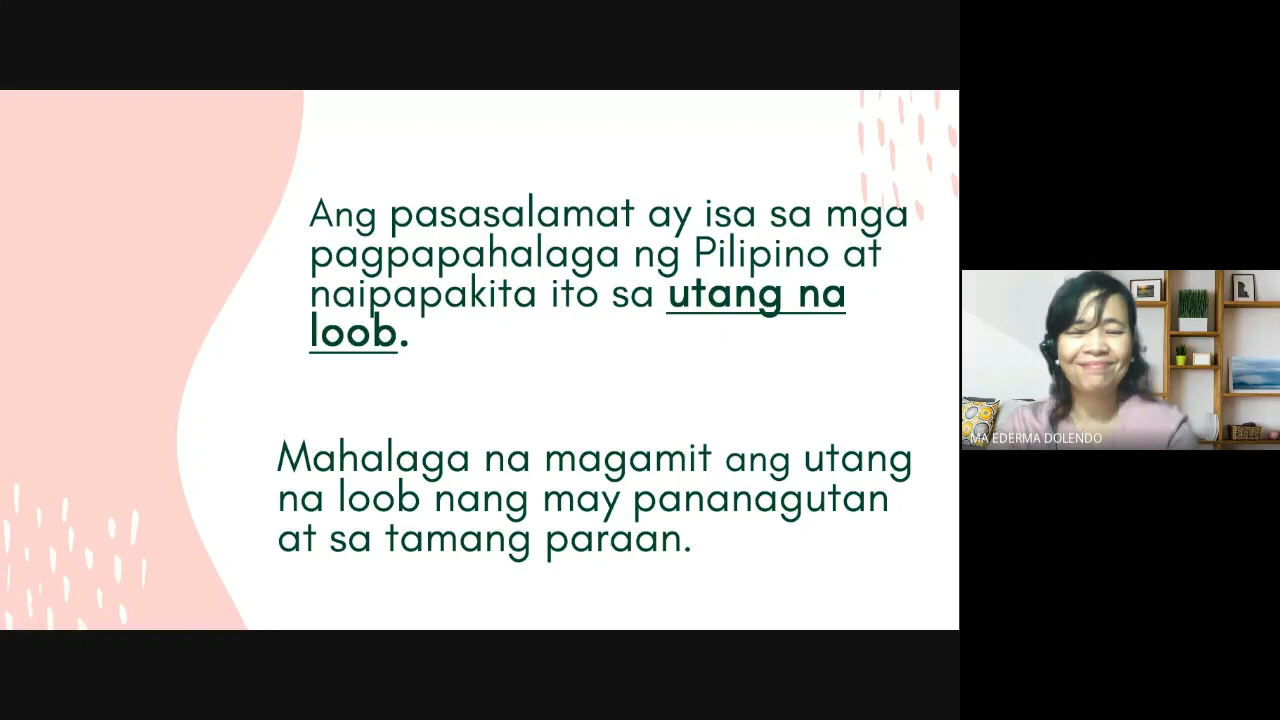 Ang pasasalamat ay isa sa mga
pagpapahalaga ng Pilipino at
naipapakita ito sa utang na
loob.
Mahalaga na magamit ang utang
na loob nang may pananagutan
at sa tamang paraan.
MA EDERMA DOLENDO